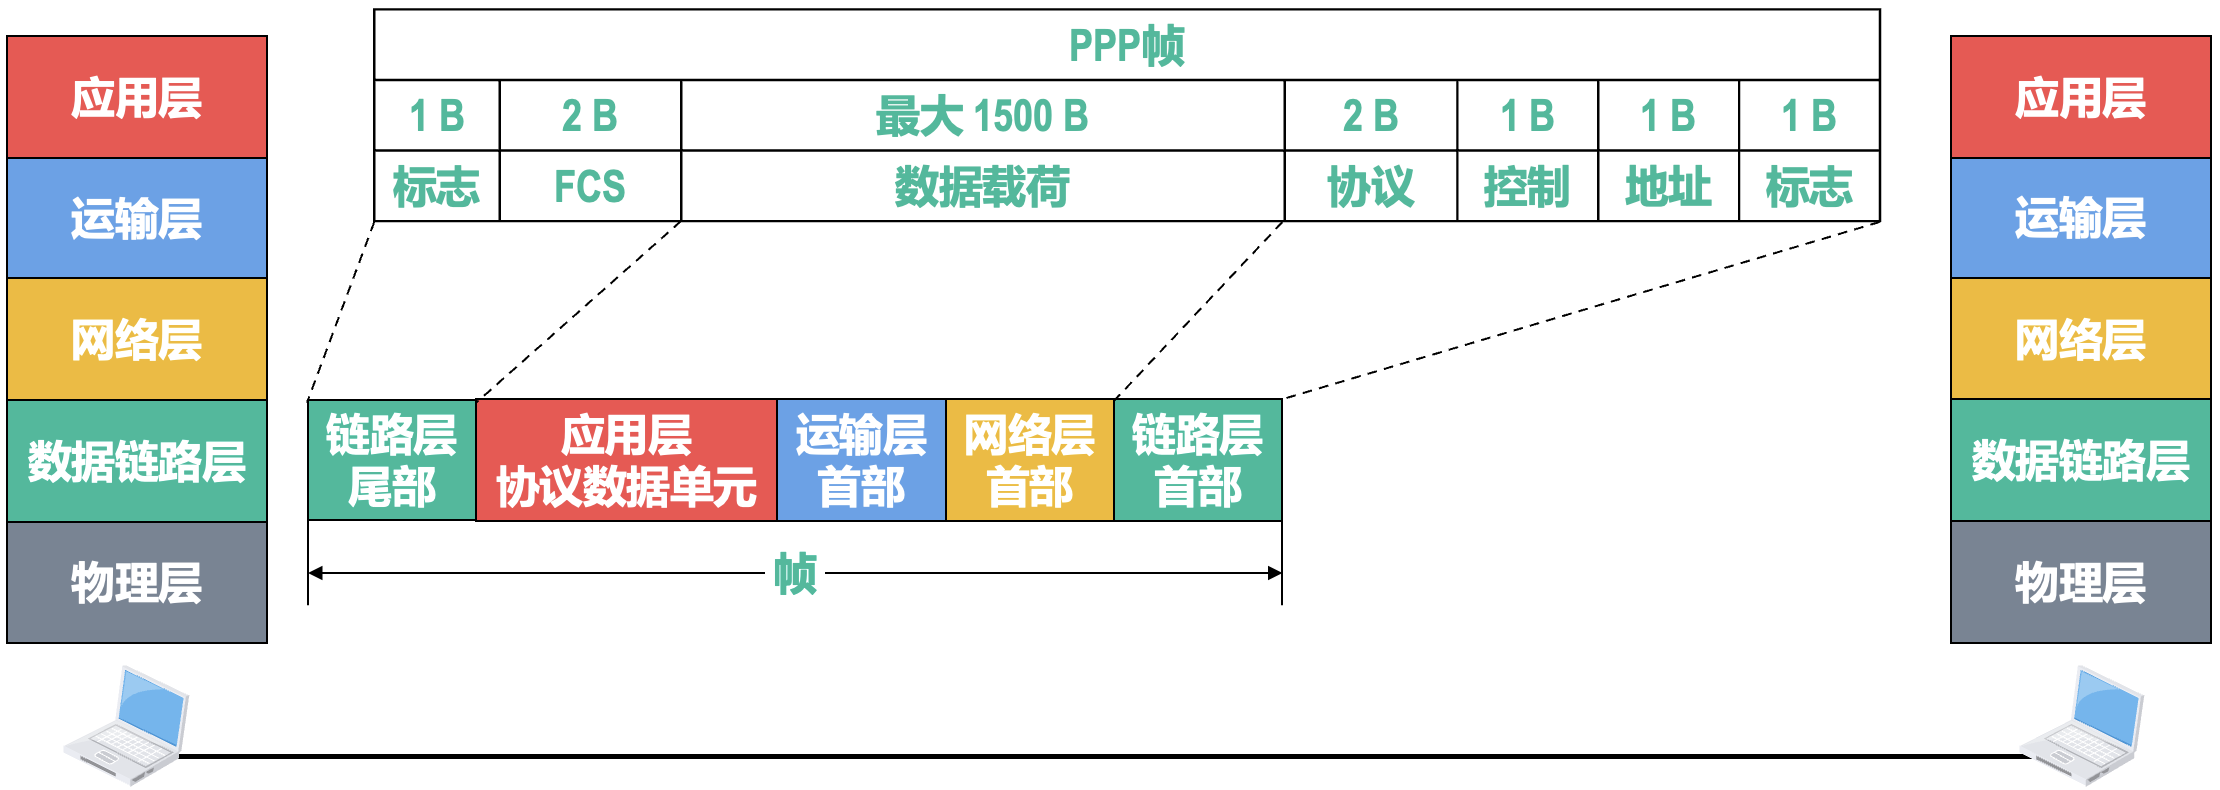 PPP帧
1 B 2 B 最大 1500 B 2 B 1 B 1 B 1 B
标志 FCS 数据载荷 协议 控制 地址 标志
应用层
运输层
网络层
数据链路层
物理层
链路层
尾部
应用层
协议数据单元
运输层
首部
网络层
首部
链路层
首部
帧
应用层
运输层
网络层
数据链路层
物理层